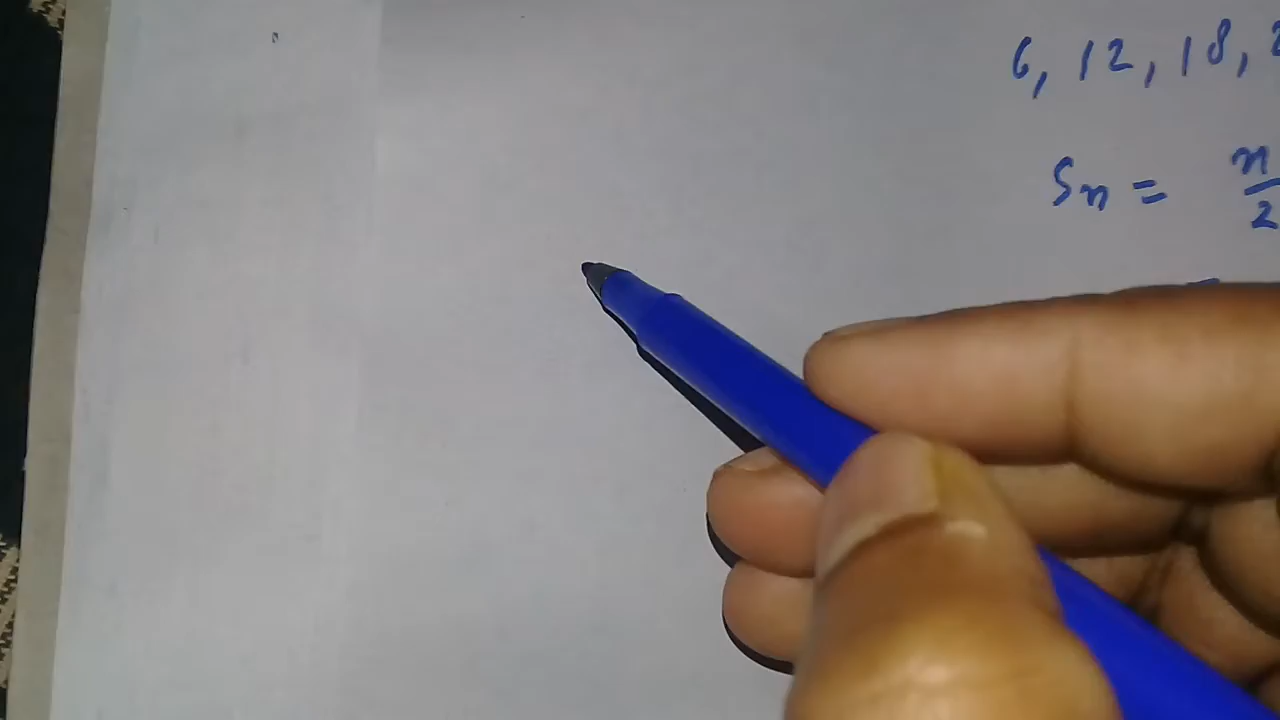 6, 12, 18,
Sn = n/2